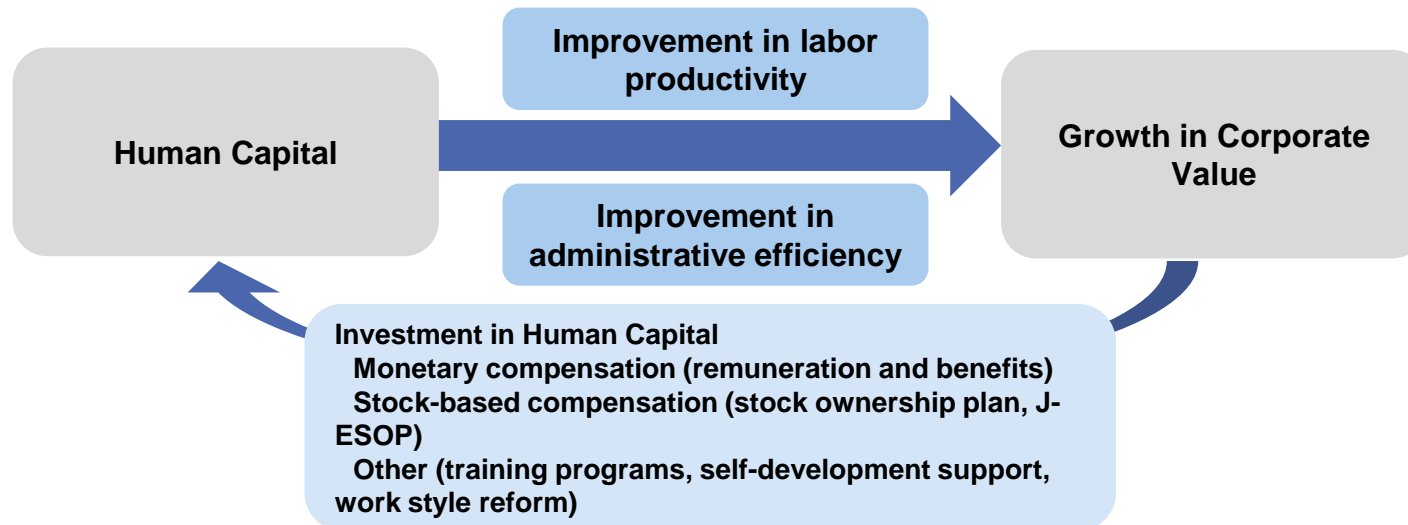 Improvement in labor
productivity
Human Capital
Growth in Corporate
Value
Improvement in
administrative efficiency
Investment in Human Capital
Monetary compensation (remuneration and benefits)
Stock-based compensation (stock ownership plan, J-
ESOP)
Other (training programs, self-development support,
work style reform)